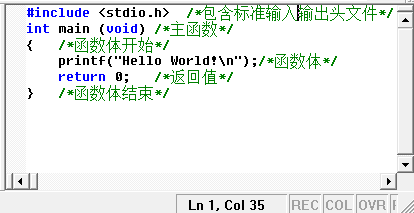 #include <stdio.h>  /*包含标准输入输出头文件*/
int main (void) /*主函数*/
{   /*函数体开始*/
    printf("Hello World!\n");/*函数体*/
    return 0;   /*返回值*/
}   /*函数体结束*/
Ln 1, Col 35 REC COL OVR